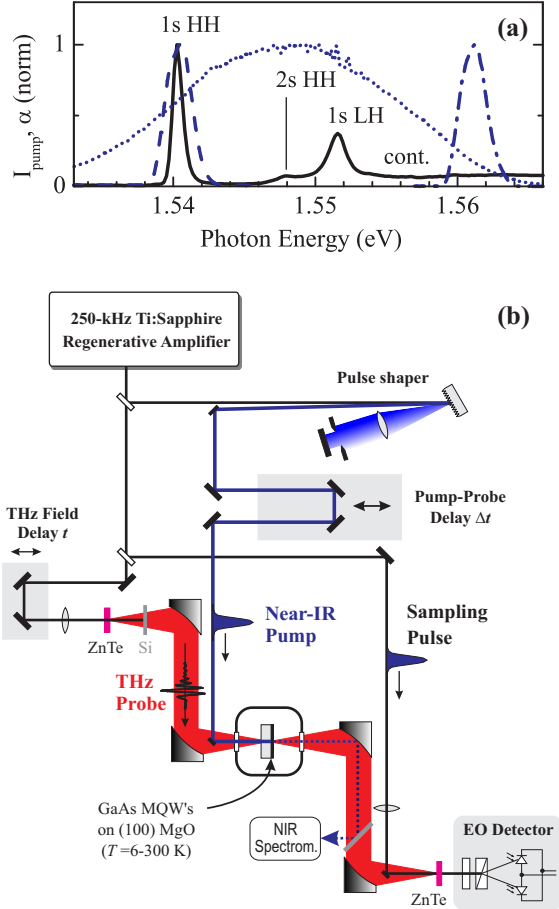 (a)
1s HH
2s HH
1s LH
cont.
I_pump, α (norm)
1
0
1.54
1.55
1.56
Photon Energy (eV)
(b)
250-kHz Ti:Sapphire
Regenerative Amplifier
Pulse shaper
THz Field
Delay t
Pump-Probe
Delay Δt
Near-IR
Pump
Sampling
Pulse
ZnTe
Si
THz
Probe
GaAs MQW's
on (100) MgO
(T =6-300 K)
NIR
Spectrom.
EO Detector
ZnTe